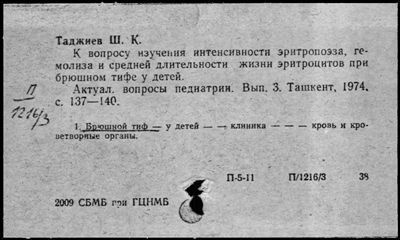 Таджиев Ш. К.
К вопросу изучения интенсивности эритропоэза, ге-
молиза и средней длительности жизни эритроцитов при
брюшном тифе у детей.
Актуал. вопросы педиатрии. Вып. 3. Ташкент, 1974,
с. 137—140.
П
1216/3
1. Брюшной тиф — у детей — -, клиника — — — кровь и кро-
ветворные органы.
П-5-11 П/1216/3 38
2009 СБМБ при ГЦНМБ